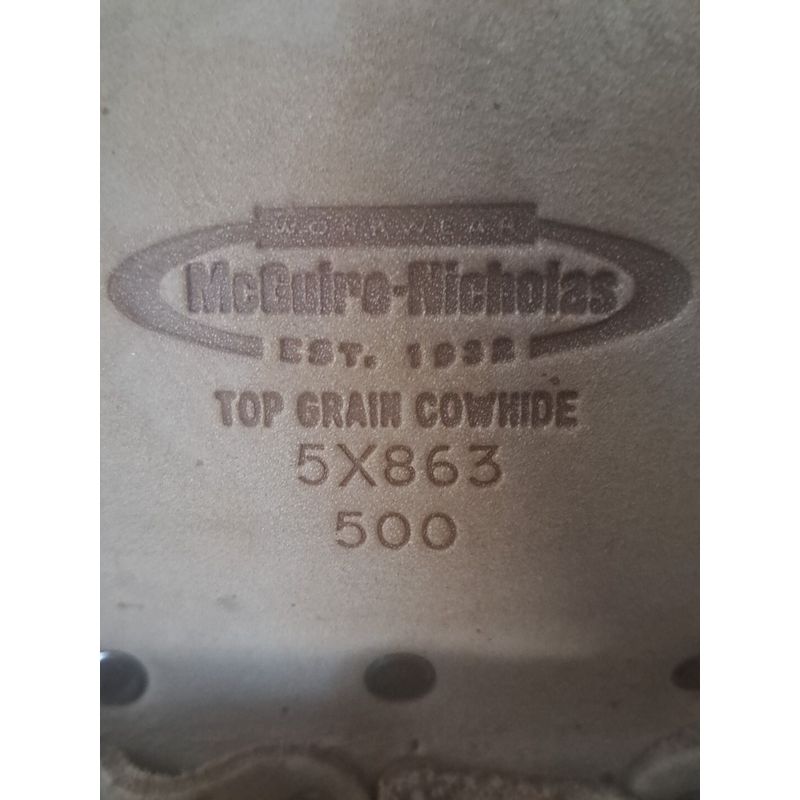 WORKWEAR
McGuire-Nicholas
EST. 1932
TOP GRAIN COWHIDE
5X863
500